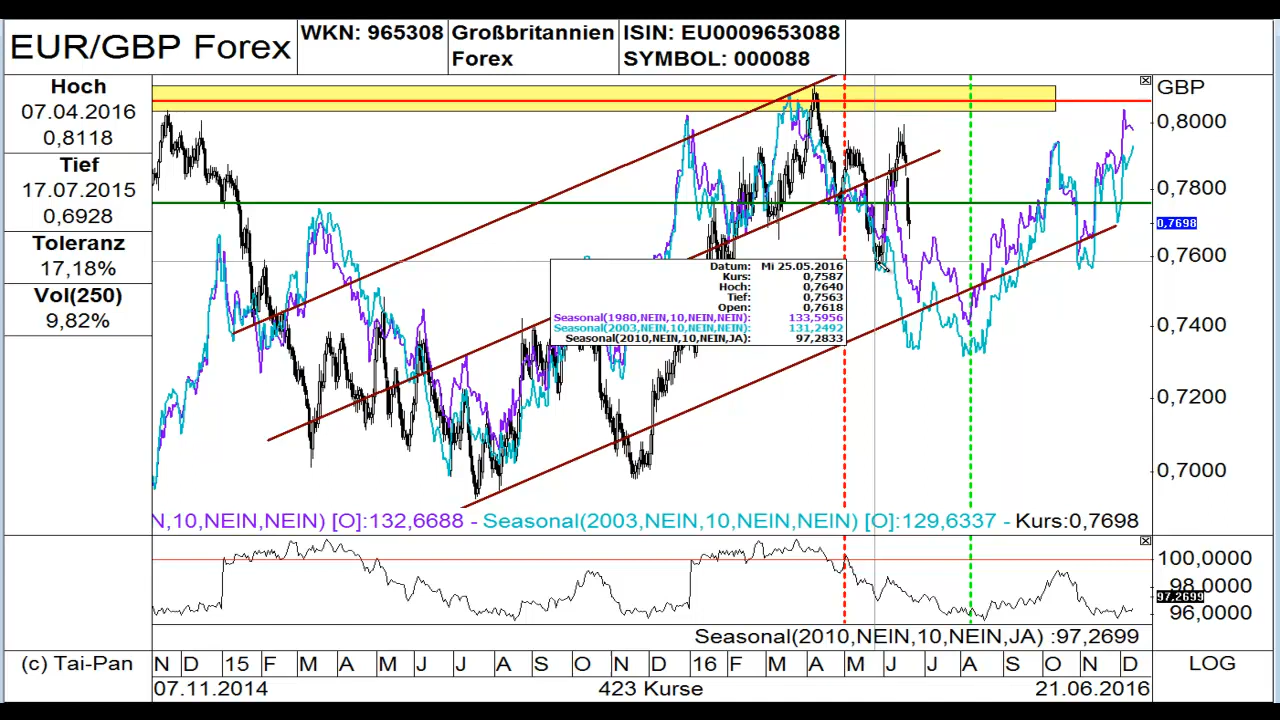 EUR/GBP Forex
WKN: 965308
Großbritannien
Forex
ISIN: EU0009653088
SYMBOL: 000088
Hoch
07.04.2016
0,8118
Tief
17.07.2015
0,6928
Toleranz
17,18%
Vol(250)
9,82%
GBP
0,8000
0,7800
0,7698
0,7600
0,7400
0,7200
0,7000
Datum: Mi 25.05.2016
Kurs: 0,7587
Hoch: 0,7640
Tief: 0,7563
Open: 0,7618
Seasonal(1980,NEIN,10,NEIN,NEIN): 133,5956
Seasonal(2003,NEIN,10,NEIN,NEIN): 131,2492
Seasonal(2010,NEIN,10,NEIN,JA): 97,2833
N,10,NEIN,NEIN) [O]:132,6688 - Seasonal(2003,NEIN,10,NEIN,NEIN) [O]:129,6337 - Kurs:0,7698
100,0000
98,0000
97,2699
96,0000
Seasonal(2010,NEIN,10,NEIN,JA) :97,2699
(c) Tai-Pan
N D 15 F M A M J J A S O N D 16 F M A M J J A S O N D
LOG
07.11.2014
423 Kurse
21.06.2016